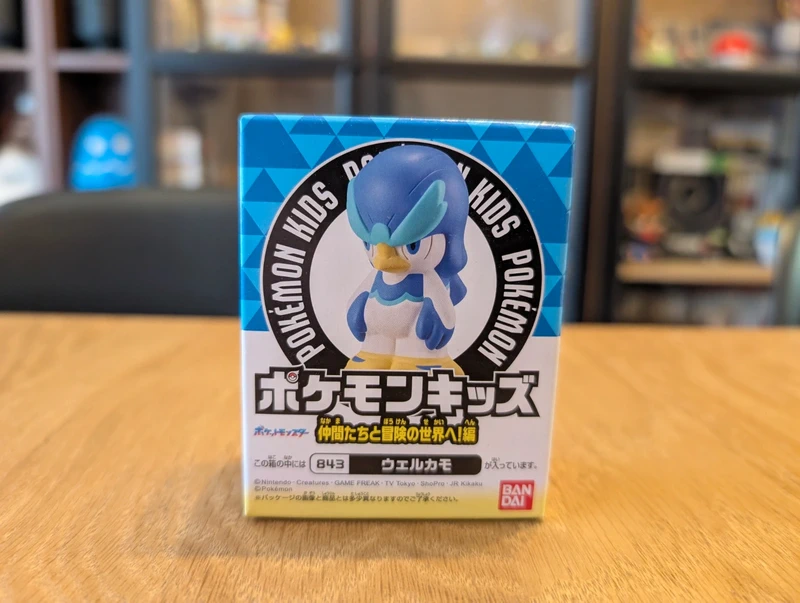 POKÉMON KIDS POKÉMON KIDS POKÉMON
ポケモンキッズ
ポケットモンスター
仲間たちと冒険の世界へ!編
この箱の中には 843 ウェルカモ が入っています。
©Nintendo・Creatures・GAME FREAK・TV Tokyo・ShoPro・JR Kikaku
©Pokémon
※パッケージの画像と商品とは多少異なりますのでご了承ください。
BAN
DAI